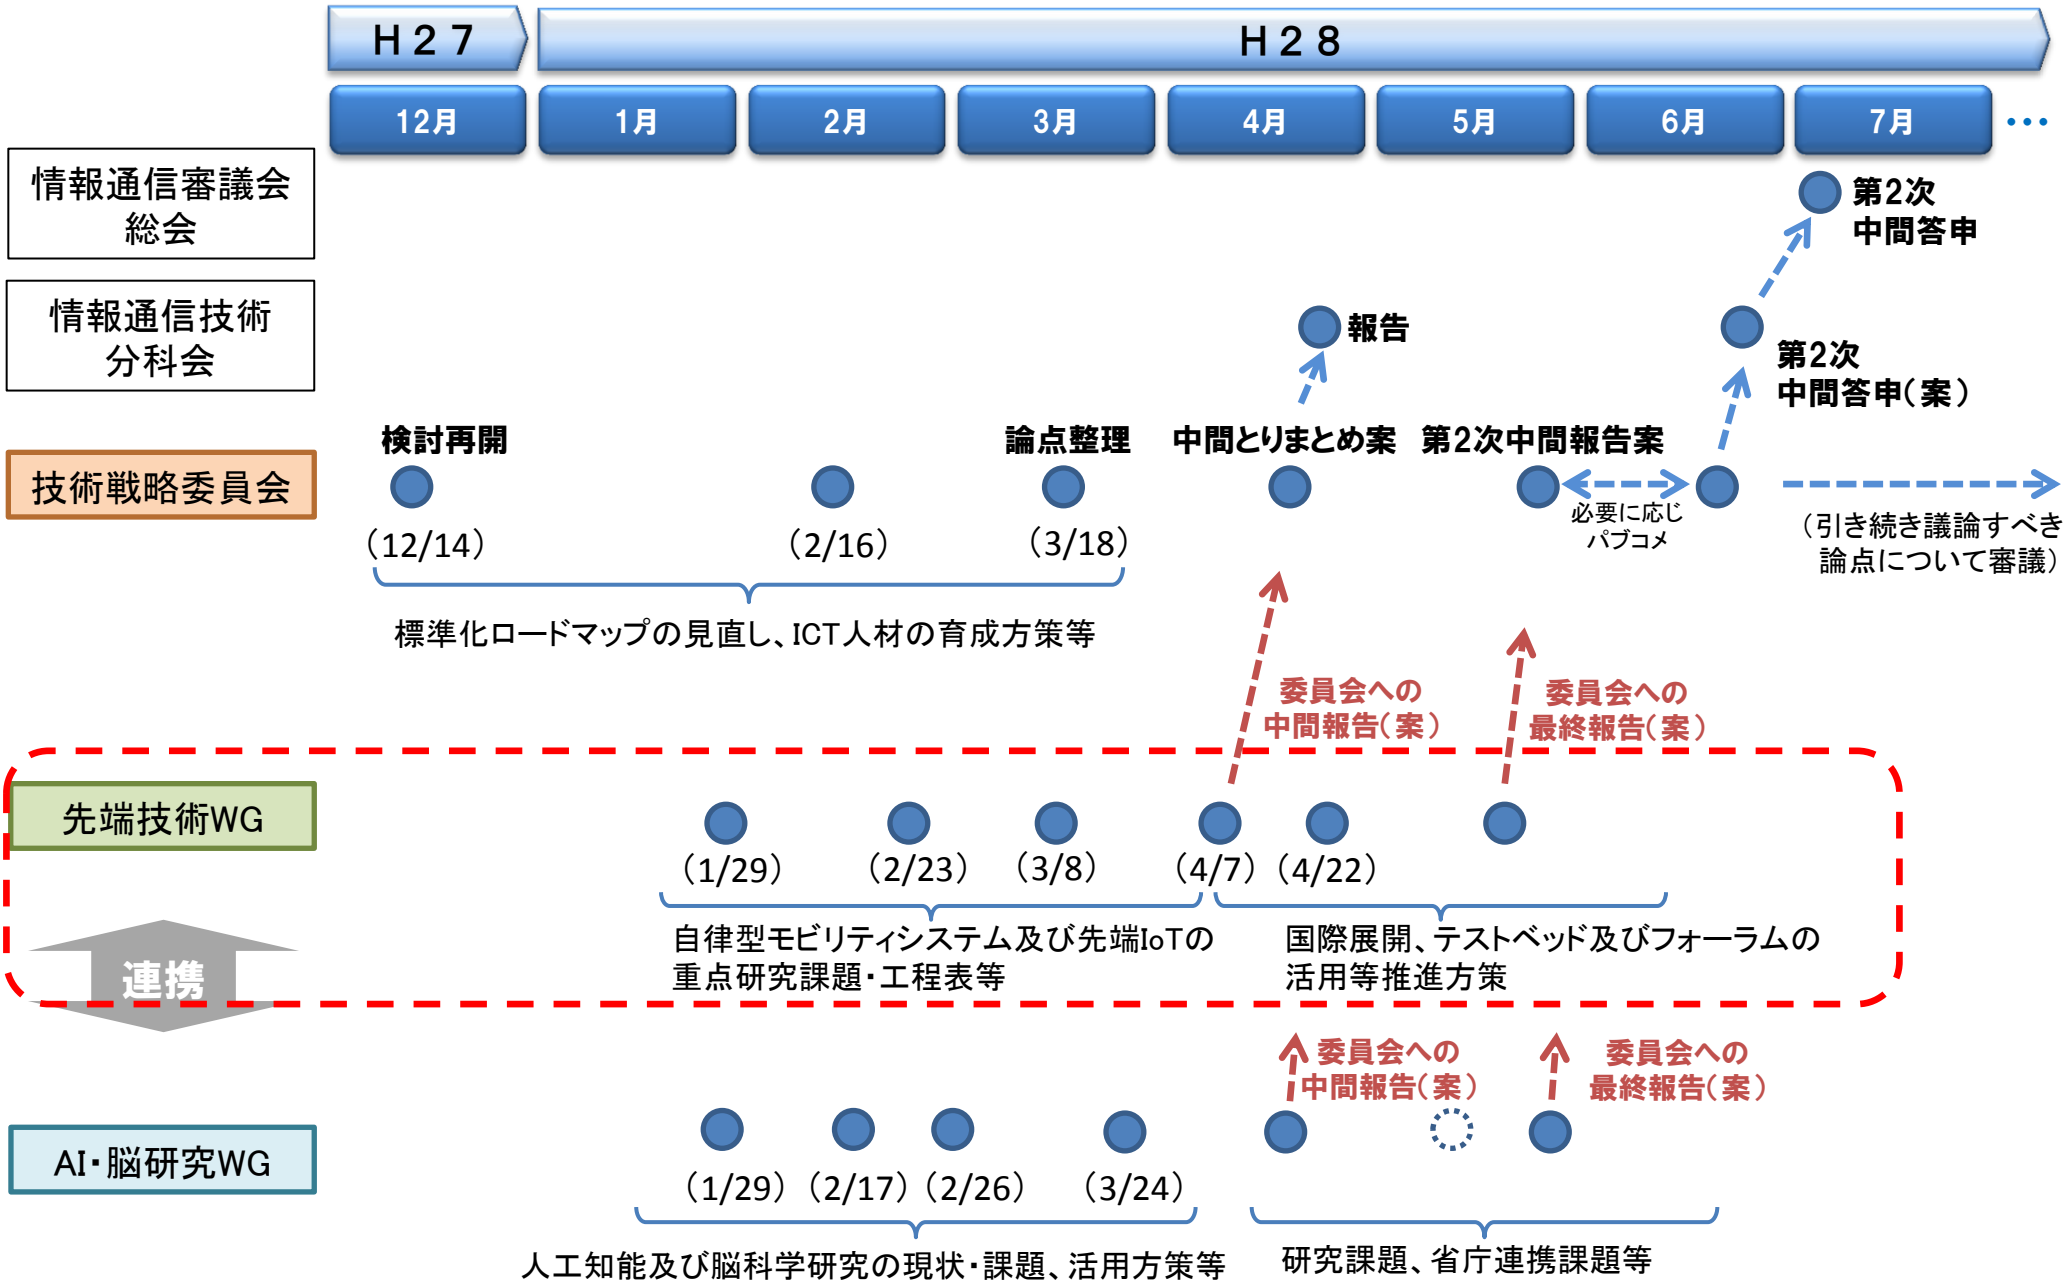 H27
H28
12月
1月
2月
3月
4月
5月
6月
7月
…
情報通信審議会
総会
第2次
中間答申
情報通信技術
分科会
報告
第2次
中間答申(案)
検討再開
論点整理
中間とりまとめ案
第2次中間報告案
技術戦略委員会
(12/14)
(2/16)
(3/18)
必要に応じ
パブコメ
(引き続き議論すべき
論点について審議)
標準化ロードマップの見直し、ICT人材の育成方策等
委員会への
中間報告(案)
委員会への
最終報告(案)
先端技術WG
(1/29)
(2/23)
(3/8)
(4/7)
(4/22)
自律型モビリティシステム及び先端IoTの
重点研究課題・工程表等
国際展開、テストベッド及びフォーラムの
活用等推進方策
連携
委員会への
中間報告(案)
委員会への
最終報告(案)
AI・脳研究WG
(1/29)
(2/17)
(2/26)
(3/24)
人工知能及び脳科学研究の現状・課題、活用方策等
研究課題、省庁連携課題等